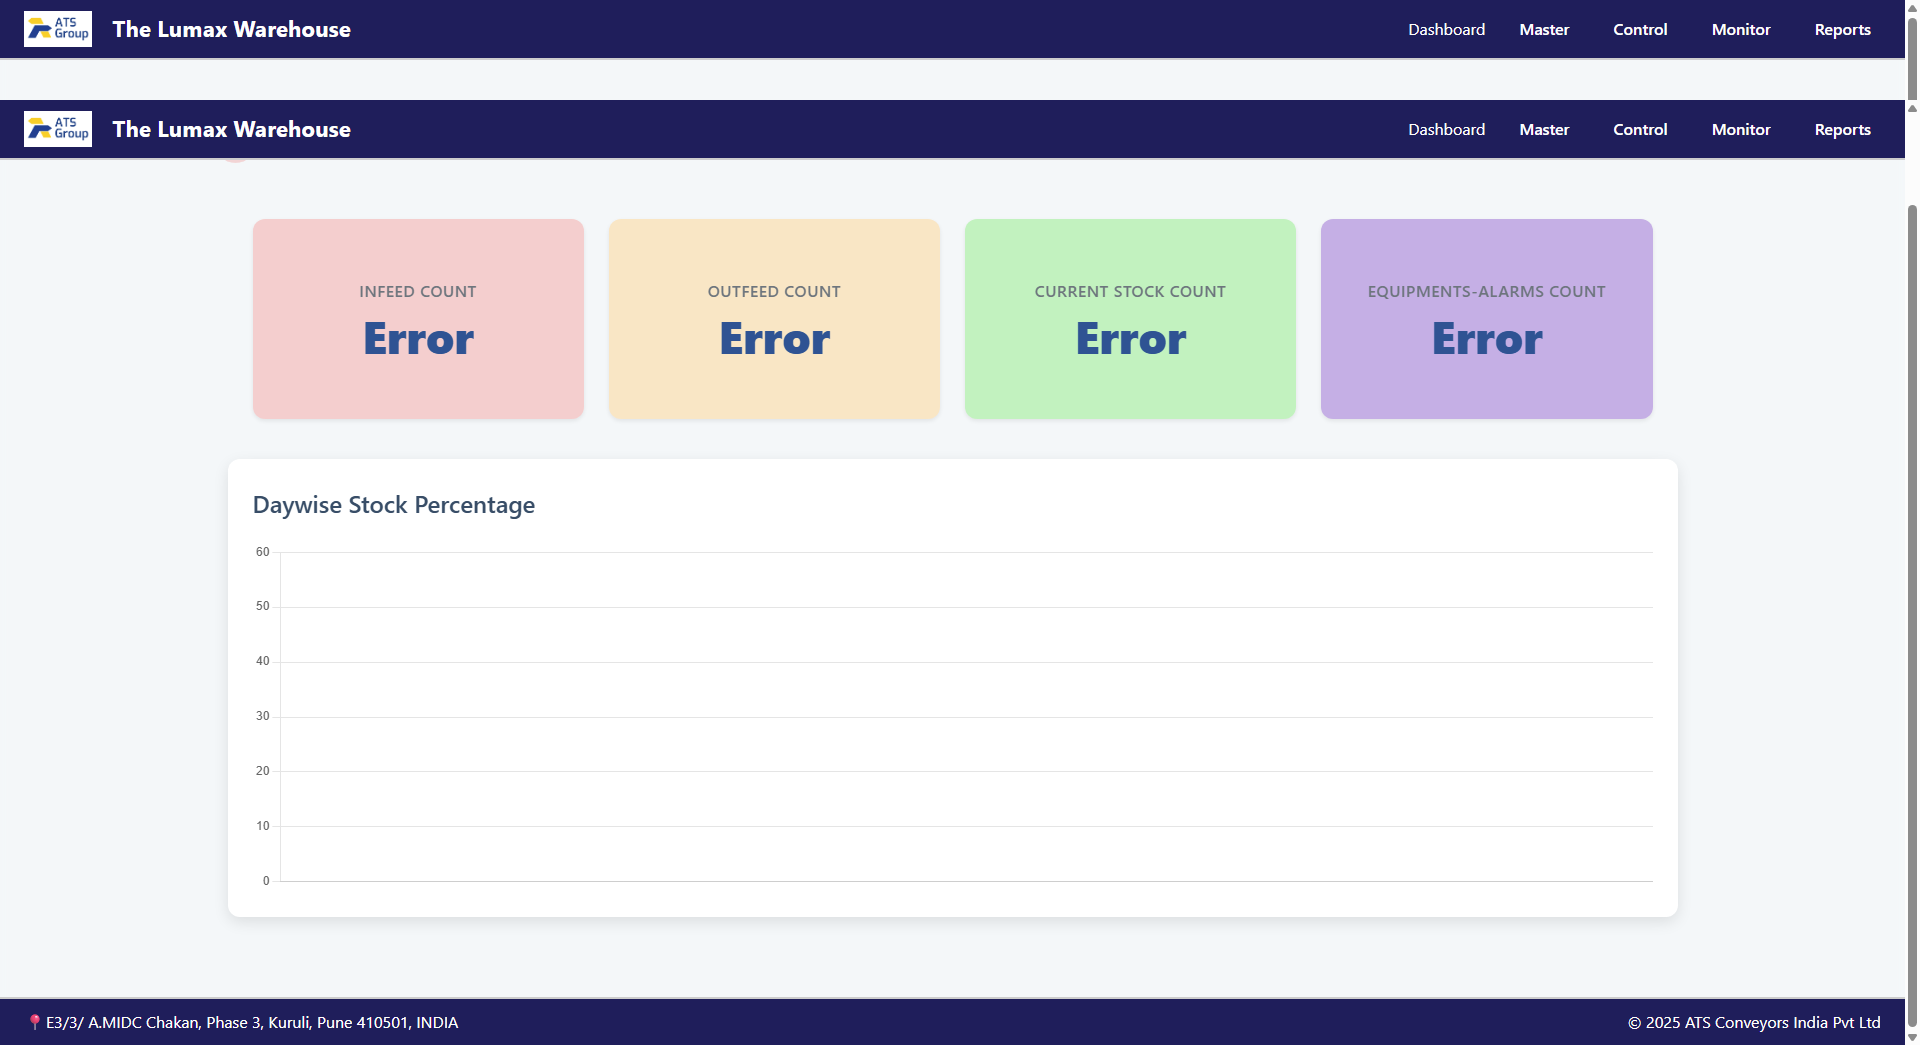 ATS
Group
The Lumax Warehouse
Dashboard
Master
Control
Monitor
Reports
ATS
Group
The Lumax Warehouse
Dashboard
Master
Control
Monitor
Reports
INFEED COUNT
Error
OUTFEED COUNT
Error
CURRENT STOCK COUNT
Error
EQUIPMENTS-ALARMS COUNT
Error
Daywise Stock Percentage
60
50
40
30
20
10
0
E3/3/ A.MIDC Chakan, Phase 3, Kuruli, Pune 410501, INDIA
© 2025 ATS Conveyors India Pvt Ltd